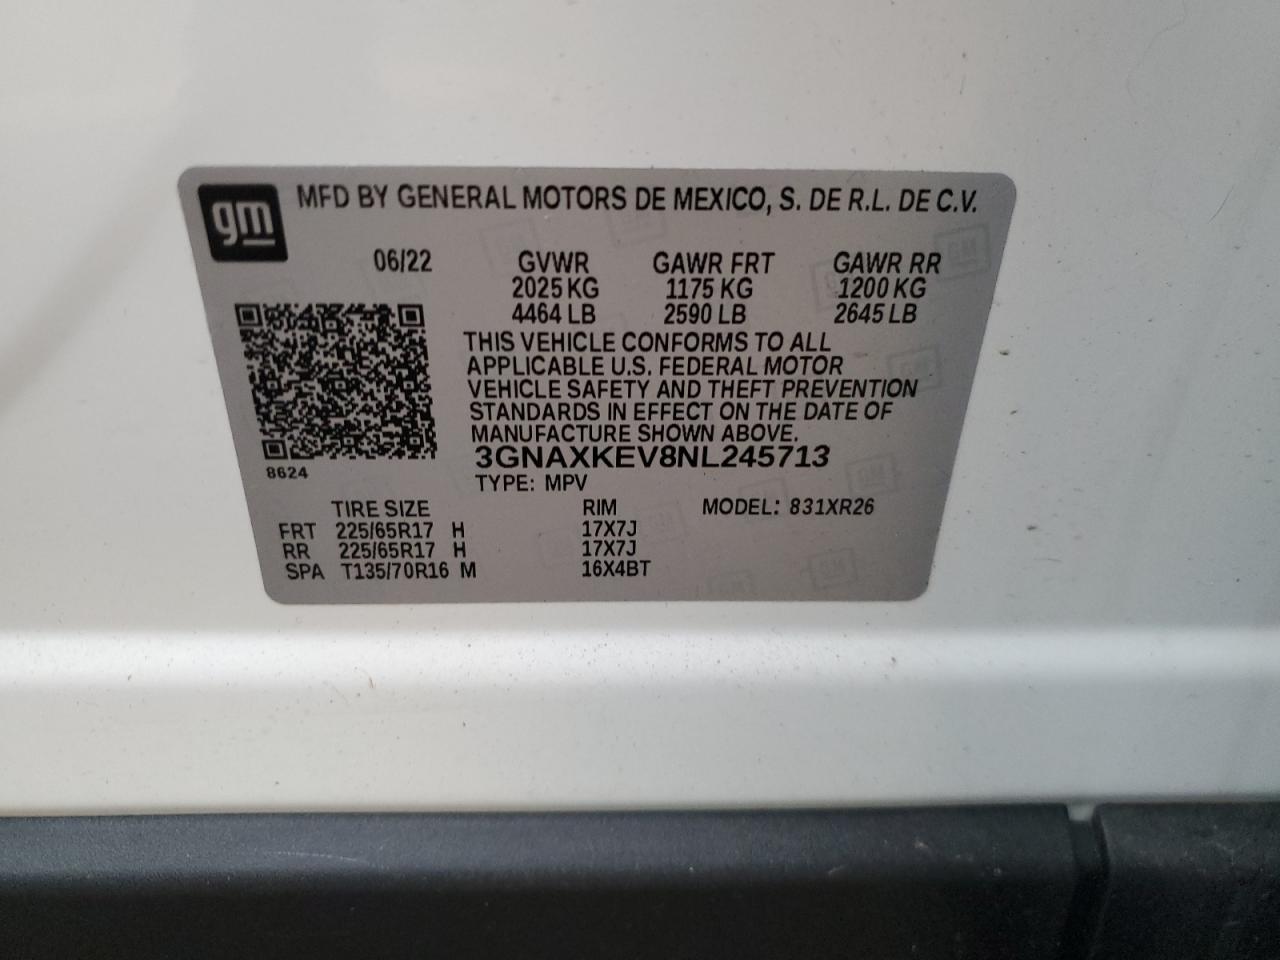 gm MFD BY GENERAL MOTORS DE MEXICO, S. DE R.L. DE C.V.
06/22 GVWR GAWR FRT GAWR RR
2025 KG 1175 KG 1200 KG
4464 LB 2590 LB 2645 LB
THIS VEHICLE CONFORMS TO ALL
APPLICABLE U.S. FEDERAL MOTOR
VEHICLE SAFETY AND THEFT PREVENTION
STANDARDS IN EFFECT ON THE DATE OF
MANUFACTURE SHOWN ABOVE.
3GNAXKEV8NL245713
8624
TYPE: MPV
TIRE SIZE RIM MODEL: 831XR26
FRT 225/65R17 H 17X7J
RR 225/65R17 H 17X7J
SPA T135/70R16 M 16X4BT